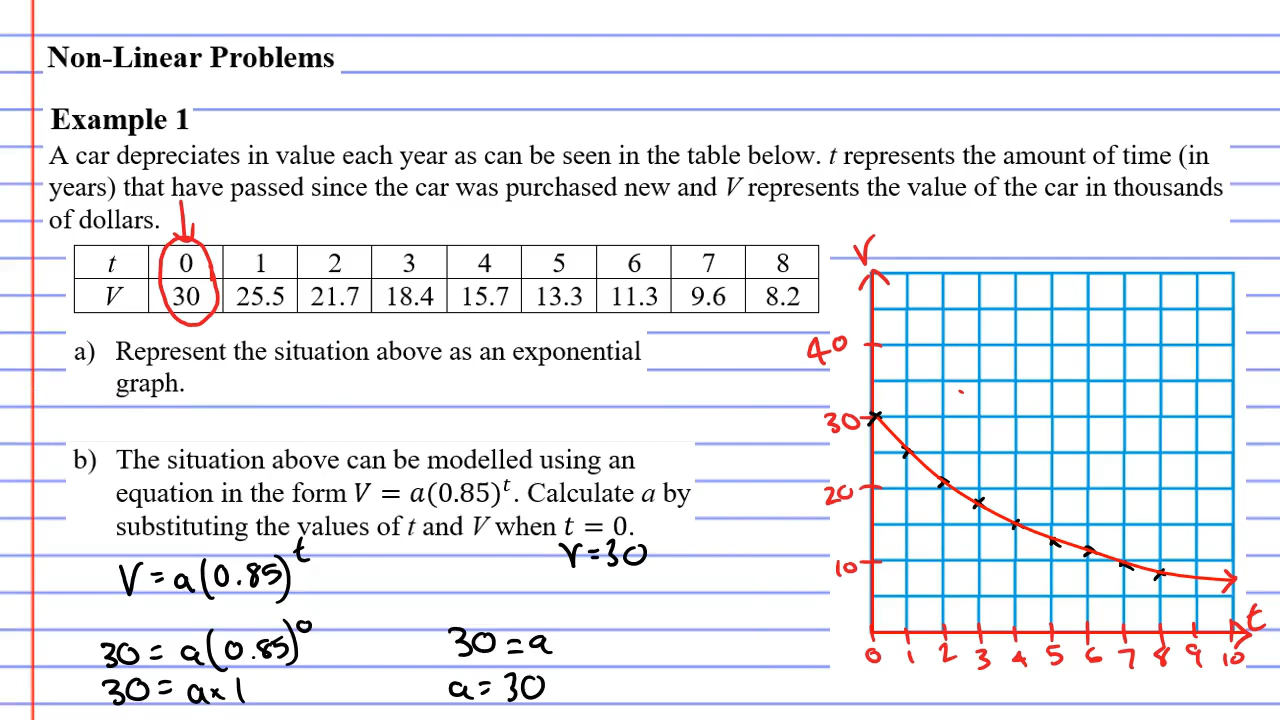 Non-Linear Problems
Example 1
A car depreciates in value each year as can be seen in the table below. t represents the amount of time (in
years) that have passed since the car was purchased new and V represents the value of the car in thousands
of dollars.
t 0 1 2 3 4 5 6 7 8
V 30 25.5 21.7 18.4 15.7 13.3 11.3 9.6 8.2
a) Represent the situation above as an exponential
graph.
b) The situation above can be modelled using an
equation in the form V = a(0.85)^t. Calculate a by
substituting the values of t and V when t = 0.
V = 30
V = a(0.85)^t
30 = a(0.85)^0
30 = a × 1
30 = a
a = 30
V
40
30
20
10
0 1 2 3 4 5 6 7 8 9 10
t